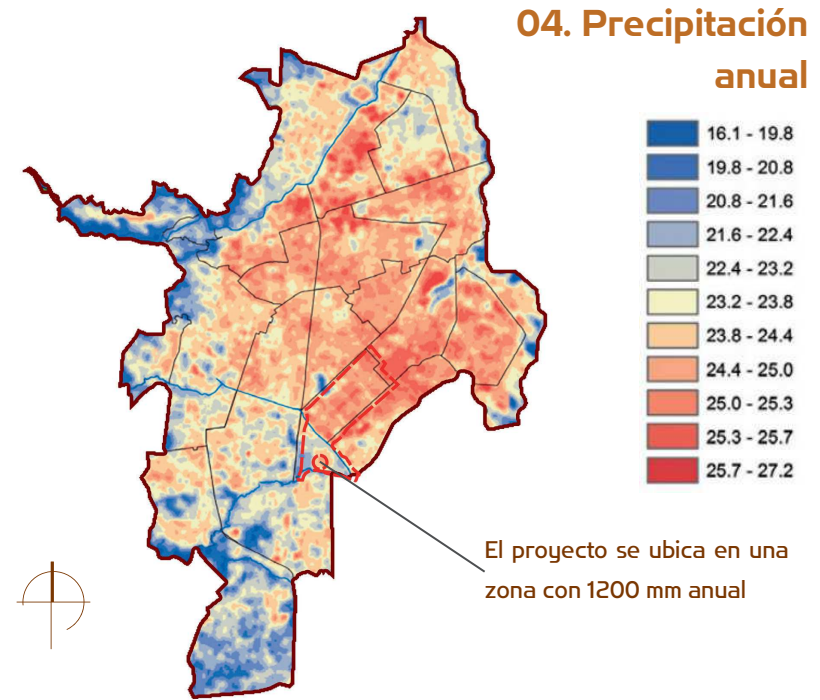 04. Precipitación
anual
16.1 - 19.8
19.8 - 20.8
20.8 - 21.6
21.6 - 22.4
22.4 - 23.2
23.2 - 23.8
23.8 - 24.4
24.4 - 25.0
25.0 - 25.3
25.3 - 25.7
25.7 - 27.2
El proyecto se ubica en una
zona con 1200 mm anual